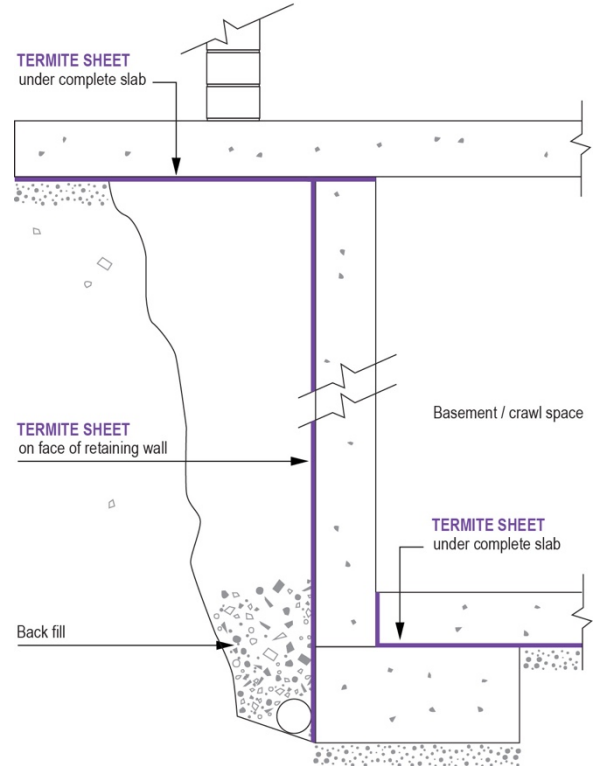 TERMITE SHEET
under complete slab
Basement / crawl space
TERMITE SHEET
on face of retaining wall
TERMITE SHEET
under complete slab
Back fill